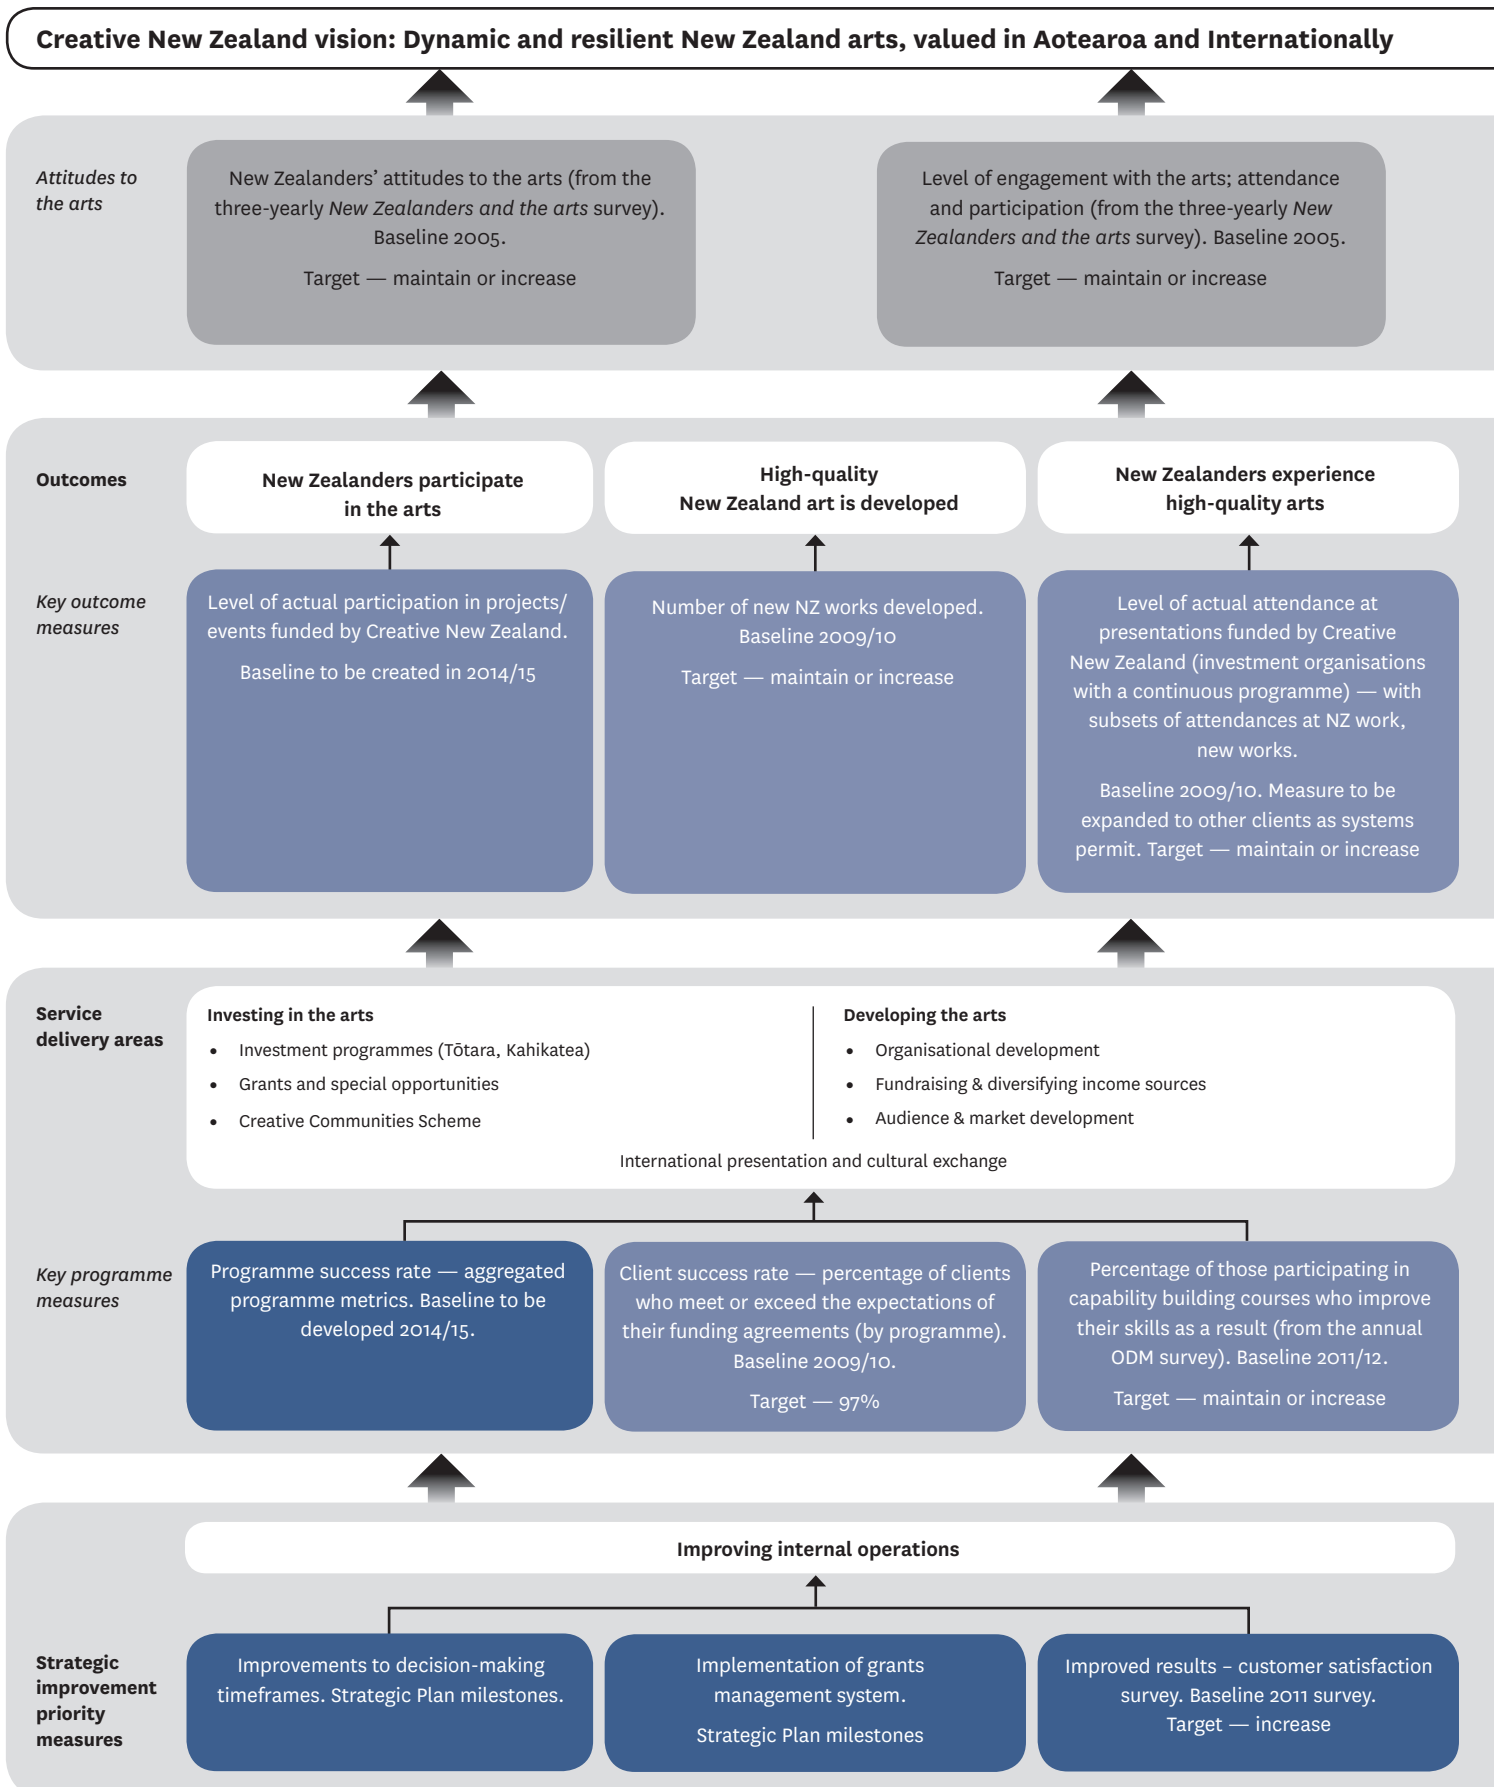 Creative New Zealand vision: Dynamic and resilient New Zealand arts, valued in Aotearoa and Internationally
Attitudes to
the arts
New Zealanders’ attitudes to the arts (from the
three-yearly New Zealanders and the arts survey).
Baseline 2005.
Target — maintain or increase
Level of engagement with the arts; attendance
and participation (from the three-yearly New
Zealanders and the arts survey). Baseline 2005.
Target — maintain or increase
Outcomes
New Zealanders participate
in the arts
High-quality
New Zealand art is developed
New Zealanders experience
high-quality arts
Key outcome
measures
Level of actual participation in projects/
events funded by Creative New Zealand.
Baseline to be created in 2014/15
Number of new NZ works developed.
Baseline 2009/10
Target — maintain or increase
Level of actual attendance at
presentations funded by Creative
New Zealand (investment organisations
with a continuous programme) — with
subsets of attendances at NZ work,
new works.
Baseline 2009/10. Measure to be
expanded to other clients as systems
permit. Target — maintain or increase
Service
delivery areas
Investing in the arts
• Investment programmes (Tōtara, Kahikatea)
• Grants and special opportunities
• Creative Communities Scheme
Developing the arts
• Organisational development
• Fundraising & diversifying income sources
• Audience & market development
International presentation and cultural exchange
Key programme
measures
Programme success rate — aggregated
programme metrics. Baseline to be
developed 2014/15.
Client success rate — percentage of clients
who meet or exceed the expectations of
their funding agreements (by programme).
Baseline 2009/10.
Target — 97%
Percentage of those participating in
capability building courses who improve
their skills as a result (from the annual
ODM survey). Baseline 2011/12.
Target — maintain or increase
Improving internal operations
Strategic
improvement
priority
measures
Improvements to decision-making
timeframes. Strategic Plan milestones.
Implementation of grants
management system.
Strategic Plan milestones
Improved results – customer satisfaction
survey. Baseline 2011 survey.
Target — increase